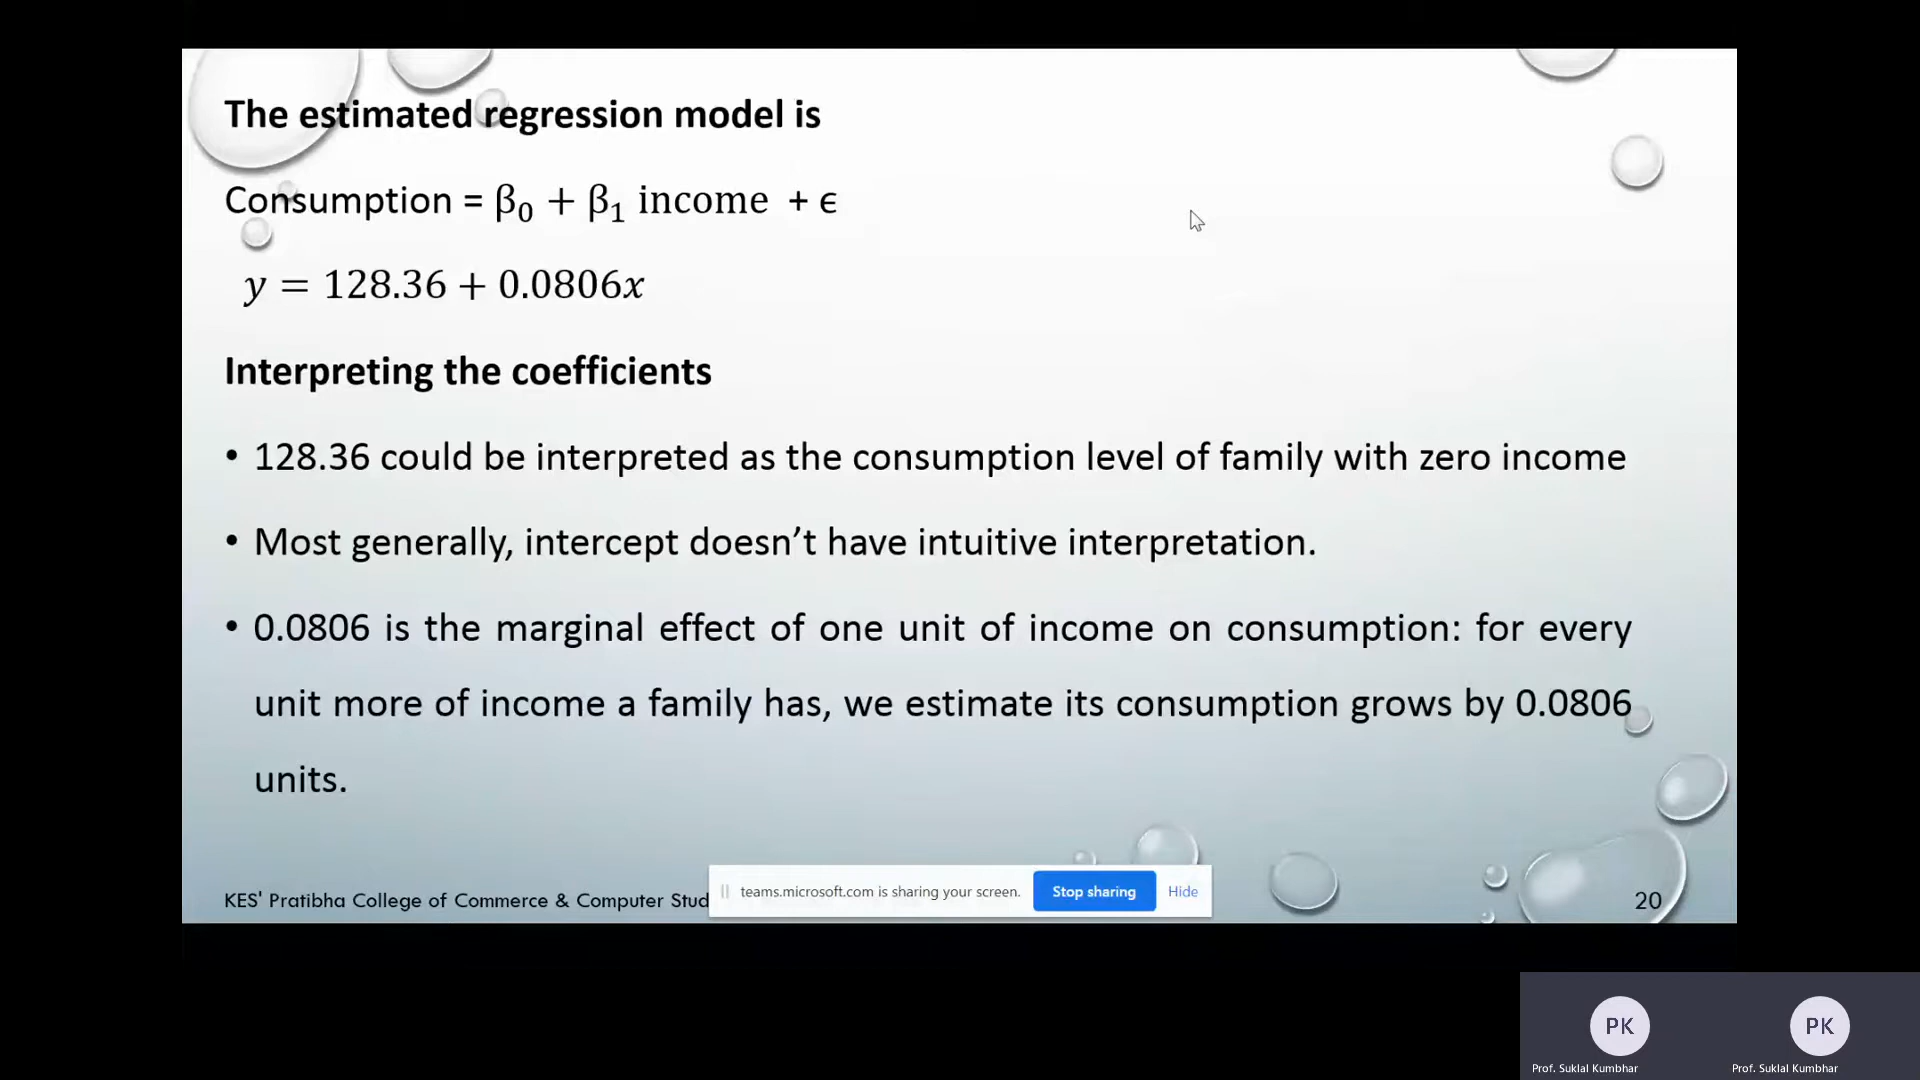 The estimated regression model is
Consumption = β₀ + β₁ income + ϵ
y = 128.36 + 0.0806x
Interpreting the coefficients
• 128.36 could be interpreted as the consumption level of family with zero income
• Most generally, intercept doesn’t have intuitive interpretation.
• 0.0806 is the marginal effect of one unit of income on consumption: for every
unit more of income a family has, we estimate its consumption grows by 0.0806
units.
KES' Pratibha College of Commerce & Computer Stud
teams.microsoft.com is sharing your screen. Stop sharing Hide
20
PK PK
Prof. Suklal Kumbhar Prof. Suklal Kumbhar